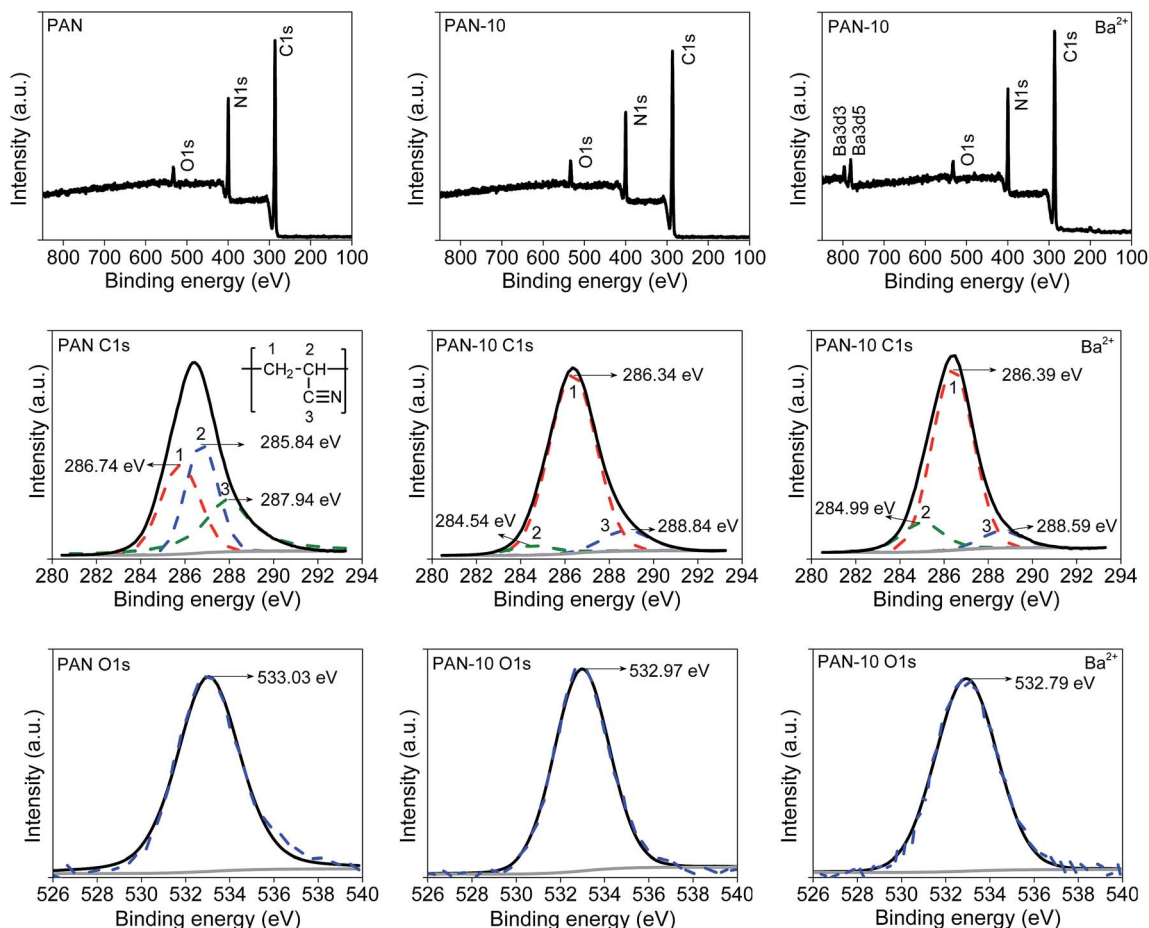 PAN
O1s
N1s
C1s
Intensity (a.u.)
800 700 600 500 400 300 200 100
Binding energy (eV)
PAN-10
O1s
N1s
C1s
Intensity (a.u.)
800 700 600 500 400 300 200 100
Binding energy (eV)
PAN-10 Ba²⁺
Ba3d3
Ba3d5
O1s
N1s
C1s
Intensity (a.u.)
800 700 600 500 400 300 200 100
Binding energy (eV)
PAN C1s
1 2
CH₂-CH
C≡N
3
2
285.84 eV
286.74 eV
1
3
287.94 eV
Intensity (a.u.)
280 282 284 286 288 290 292 294
Binding energy (eV)
PAN-10 C1s
286.34 eV
1
284.54 eV
2
3
288.84 eV
Intensity (a.u.)
280 282 284 286 288 290 292 294
Binding energy (eV)
PAN-10 C1s Ba²⁺
286.39 eV
1
284.99 eV
2
3
288.59 eV
Intensity (a.u.)
280 282 284 286 288 290 292 294
Binding energy (eV)
PAN O1s
533.03 eV
Intensity (a.u.)
526 528 530 532 534 536 538 540
Binding energy (eV)
PAN-10 O1s
532.97 eV
Intensity (a.u.)
526 528 530 532 534 536 538 540
Binding energy (eV)
PAN-10 O1s Ba²⁺
532.79 eV
Intensity (a.u.)
526 528 530 532 534 536 538 540
Binding energy (eV)